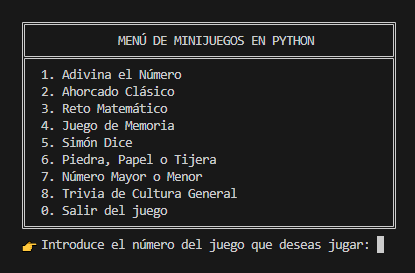 MENÚ DE MINIJUEGOS EN PYTHON
1. Adivina el Número
2. Ahorcado Clásico
3. Reto Matemático
4. Juego de Memoria
5. Simón Dice
6. Piedra, Papel o Tijera
7. Número Mayor o Menor
8. Trivia de Cultura General
0. Salir del juego
👉 Introduce el número del juego que deseas jugar: